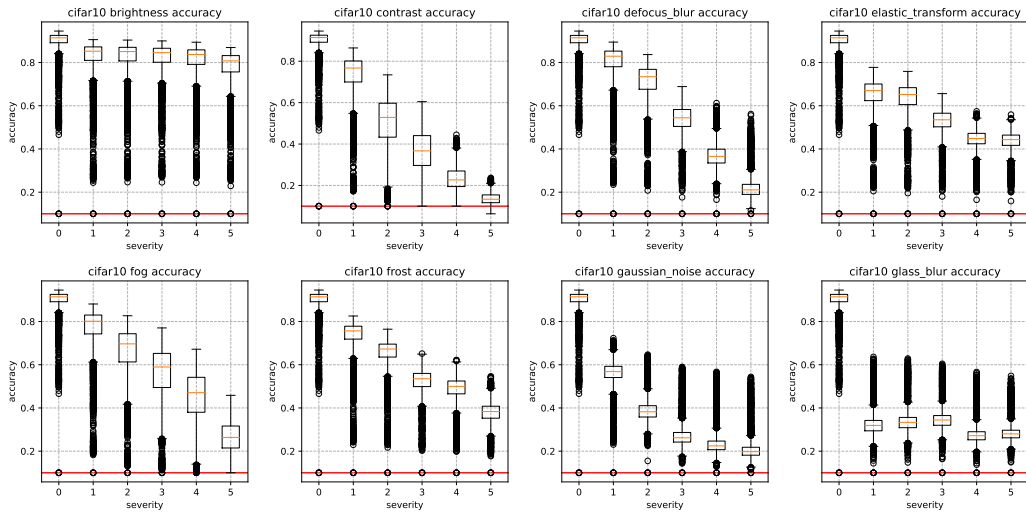 cifar10 brightness accuracy
accuracy
0.8
0.6
0.4
0.2
0 1 2 3 4 5
severity
cifar10 contrast accuracy
accuracy
0.8
0.6
0.4
0.2
0 1 2 3 4 5
severity
cifar10 defocus_blur accuracy
accuracy
0.8
0.6
0.4
0.2
0 1 2 3 4 5
severity
cifar10 elastic_transform accuracy
accuracy
0.8
0.6
0.4
0.2
0 1 2 3 4 5
severity
cifar10 fog accuracy
accuracy
0.8
0.6
0.4
0.2
0 1 2 3 4 5
severity
cifar10 frost accuracy
accuracy
0.8
0.6
0.4
0.2
0 1 2 3 4 5
severity
cifar10 gaussian_noise accuracy
accuracy
0.8
0.6
0.4
0.2
0 1 2 3 4 5
severity
cifar10 glass_blur accuracy
accuracy
0.8
0.6
0.4
0.2
0 1 2 3 4 5
severity